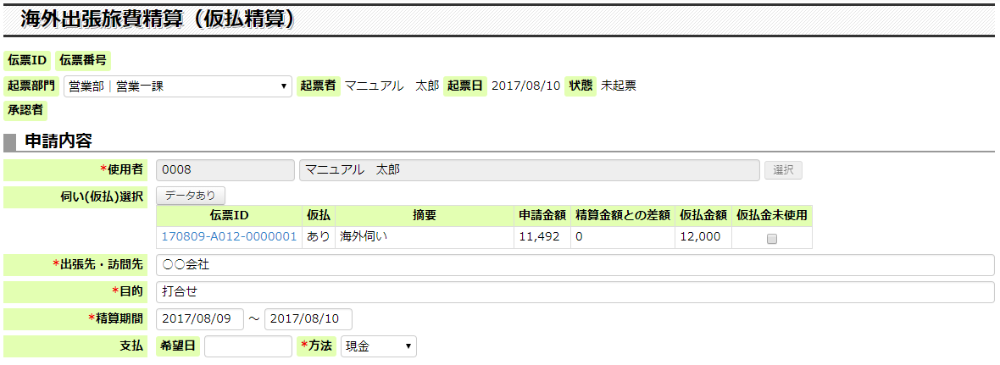 海外出張旅費精算（仮払精算）
伝票ID 伝票番号
起票部門 営業部｜営業一課 起票者 マニュアル　太郎 起票日 2017/08/10 状態 未起票
承認者
申請内容
*使用者 0008 マニュアル　太郎 選択
伺い(仮払)選択 データあり
伝票ID 仮払 摘要 申請金額 精算金額との差額 仮払金額 仮払金未使用
170809-A012-0000001 あり 海外伺い 11,492 0 12,000
*出張先・訪問先 〇〇会社
*目的 打合せ
*精算期間 2017/08/09 ～ 2017/08/10
支払 希望日 *方法 現金